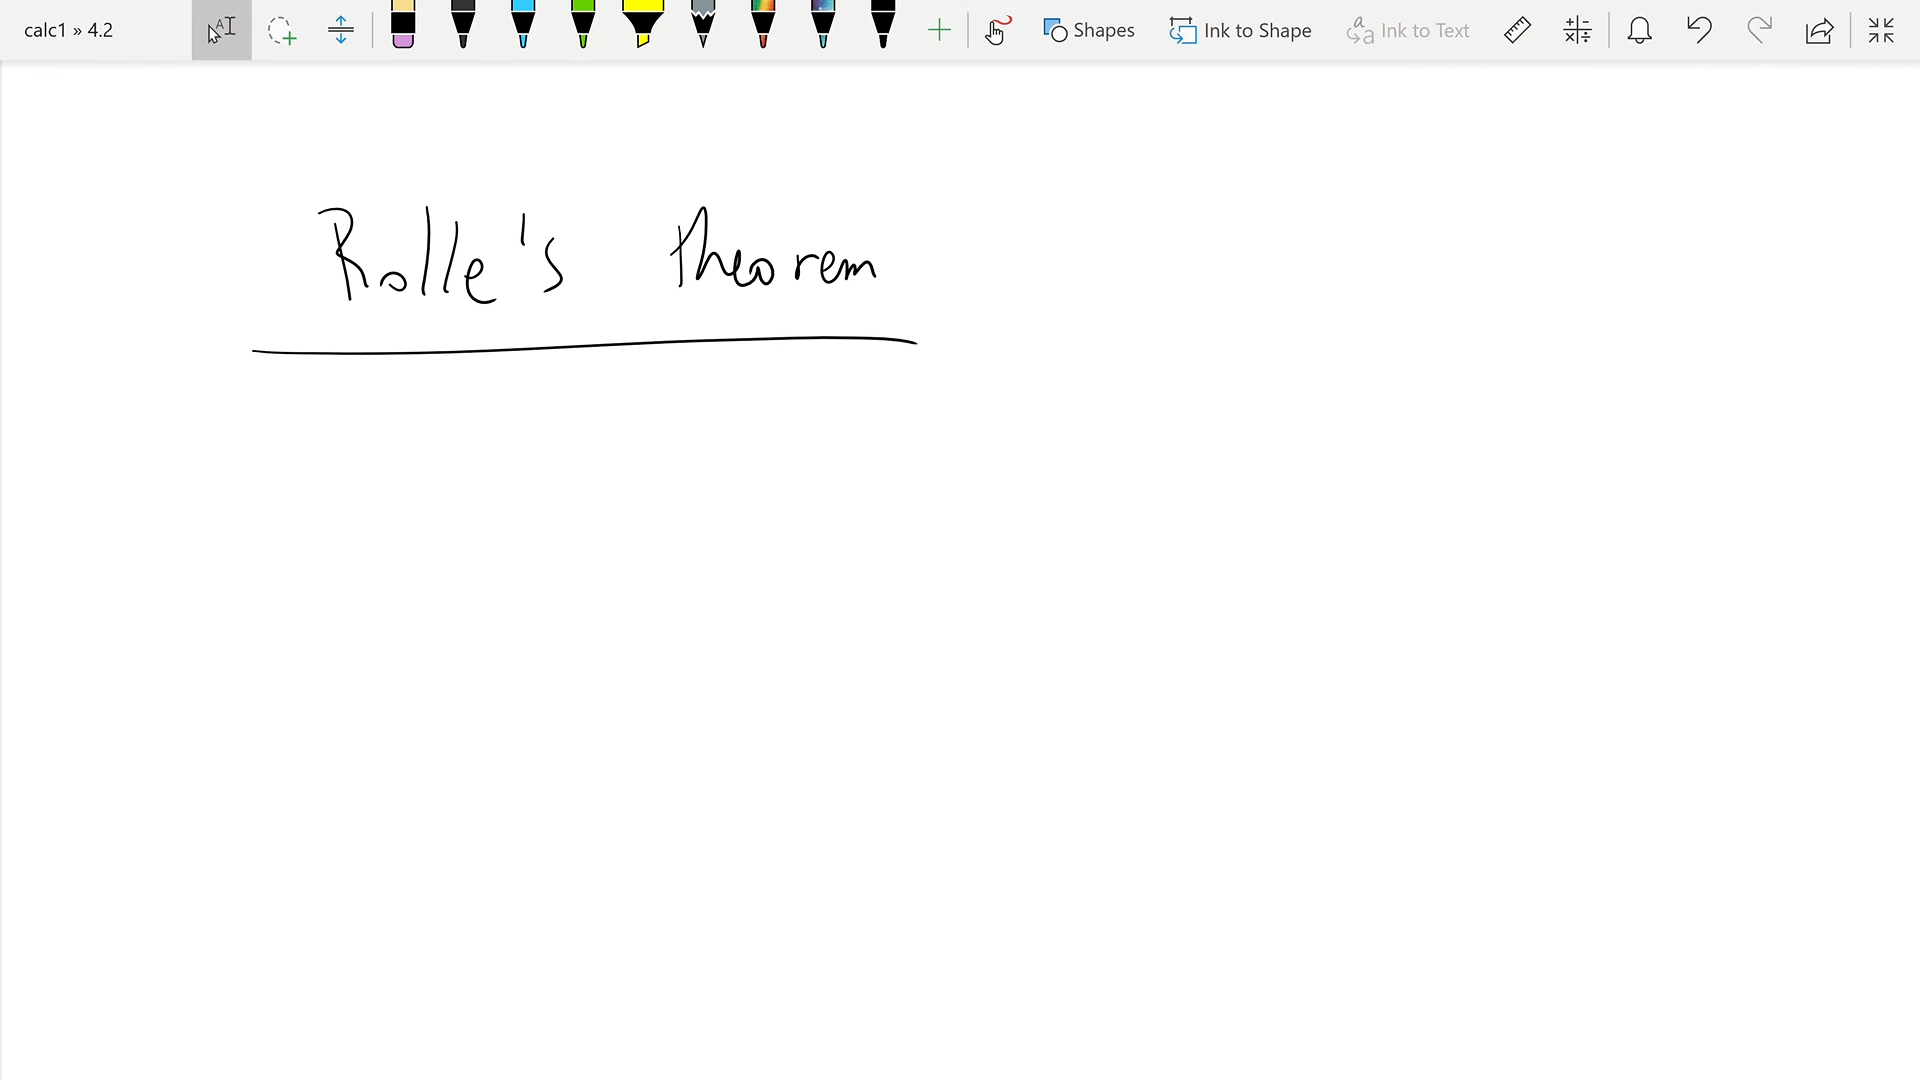 calc1 » 4.2 Shapes Ink to Shape Ink to Text
Rolle's theorem